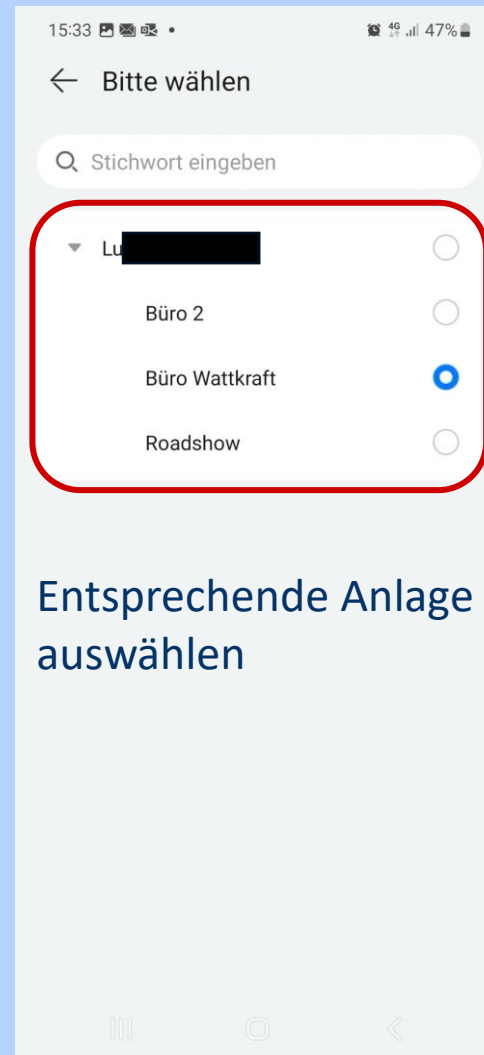 15:33
4G
47%
Bitte wählen
Stichwort eingeben
Lu
Büro 2
Büro Wattkraft
Roadshow
Entsprechende Anlage
auswählen